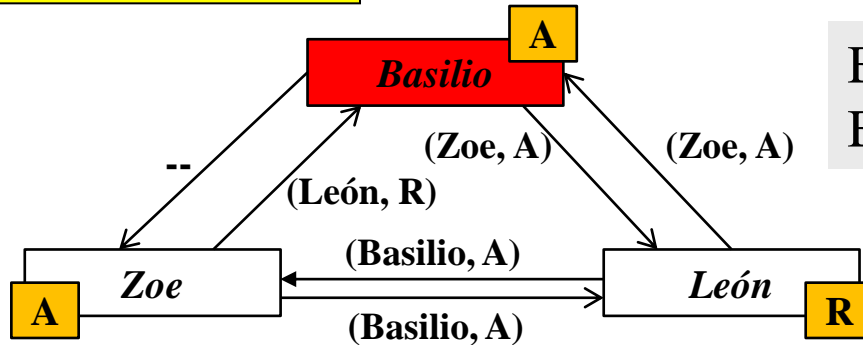 A
Basilio
(Zoe, A)
(Zoe, A)
--
(León, R)
(Basilio, A)
Zoe
León
A
R
(Basilio, A)